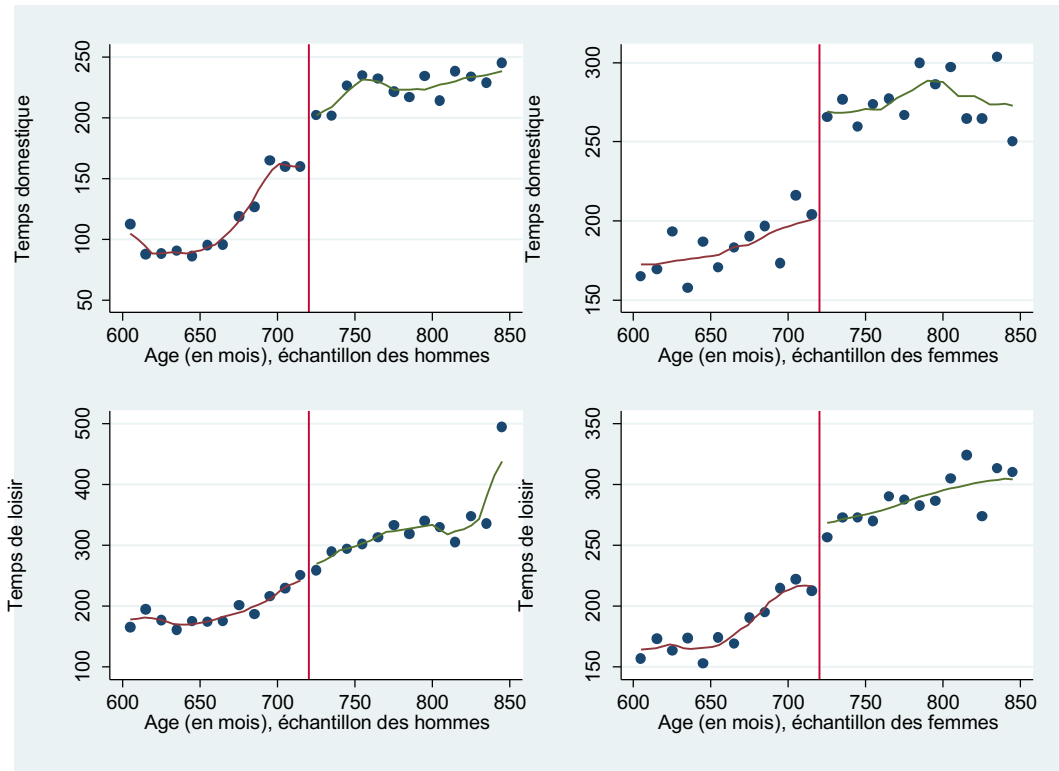 Temps domestique
250
200
150
100
50
600 650 700 750 800 850
Age (en mois), échantillon des hommes
Temps domestique
300
250
200
150
600 650 700 750 800 850
Age (en mois), échantillon des femmes
Temps de loisir
500
400
300
200
100
600 650 700 750 800 850
Age (en mois), échantillon des hommes
Temps de loisir
350
300
250
200
150
600 650 700 750 800 850
Age (en mois), échantillon des femmes